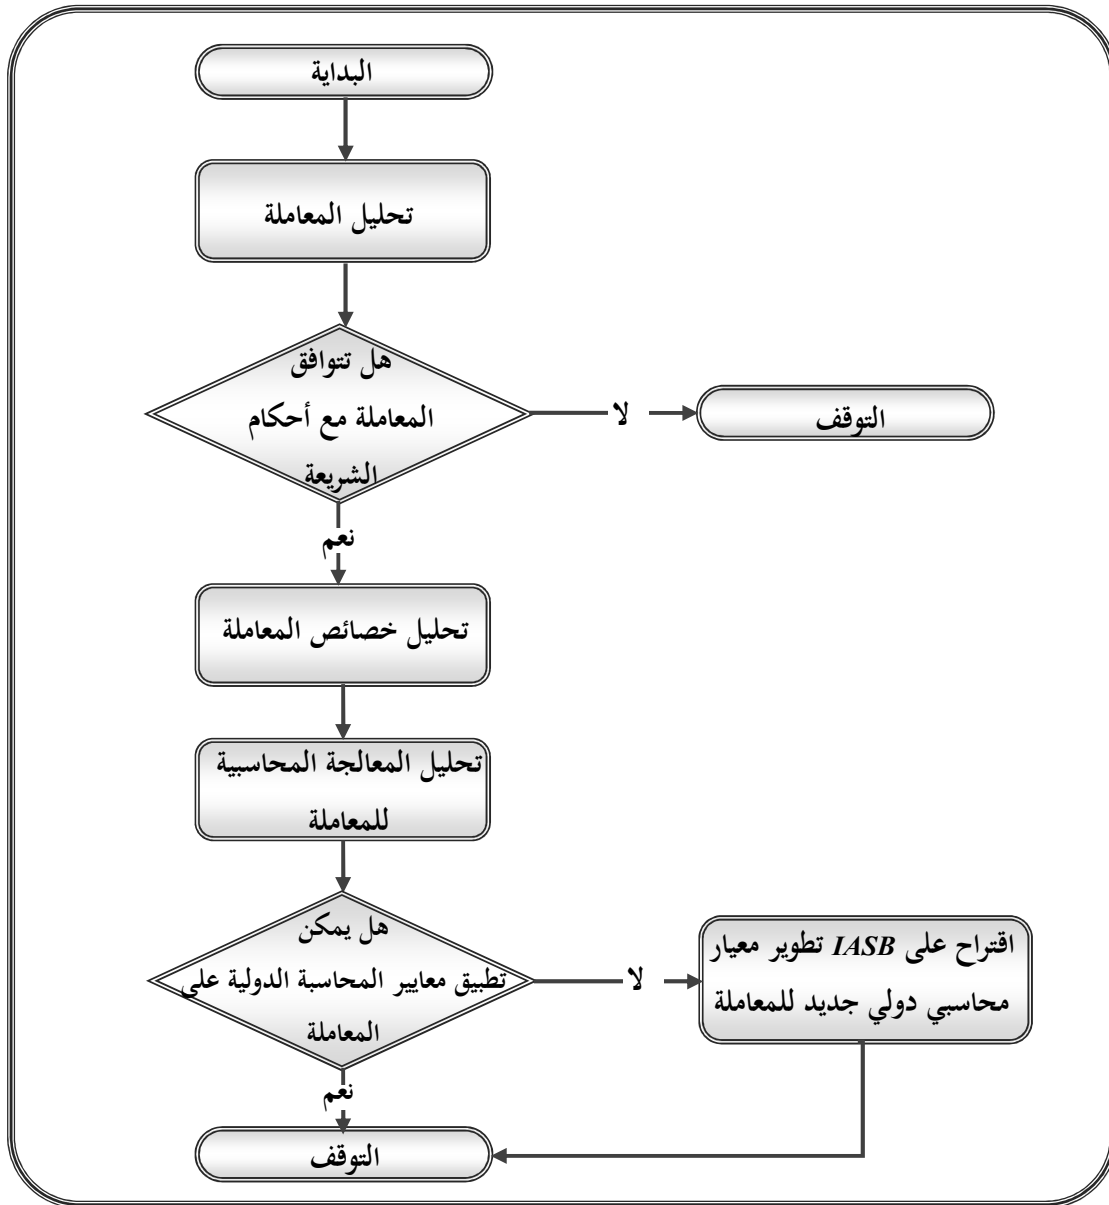 البداية
تحليل المعاملة
هل تتوافق
المعاملة مع أحكام
الشريعة
لا
التوقف
نعم
تحليل خصائص المعاملة
تحليل المعالجة المحاسبية
للمعاملة
هل يمكن
تطبيق معايير المحاسبة الدولية على
المعاملة
لا
اقتراح على IASB تطوير معيار
محاسبي دولي جديد للمعاملة
نعم
التوقف